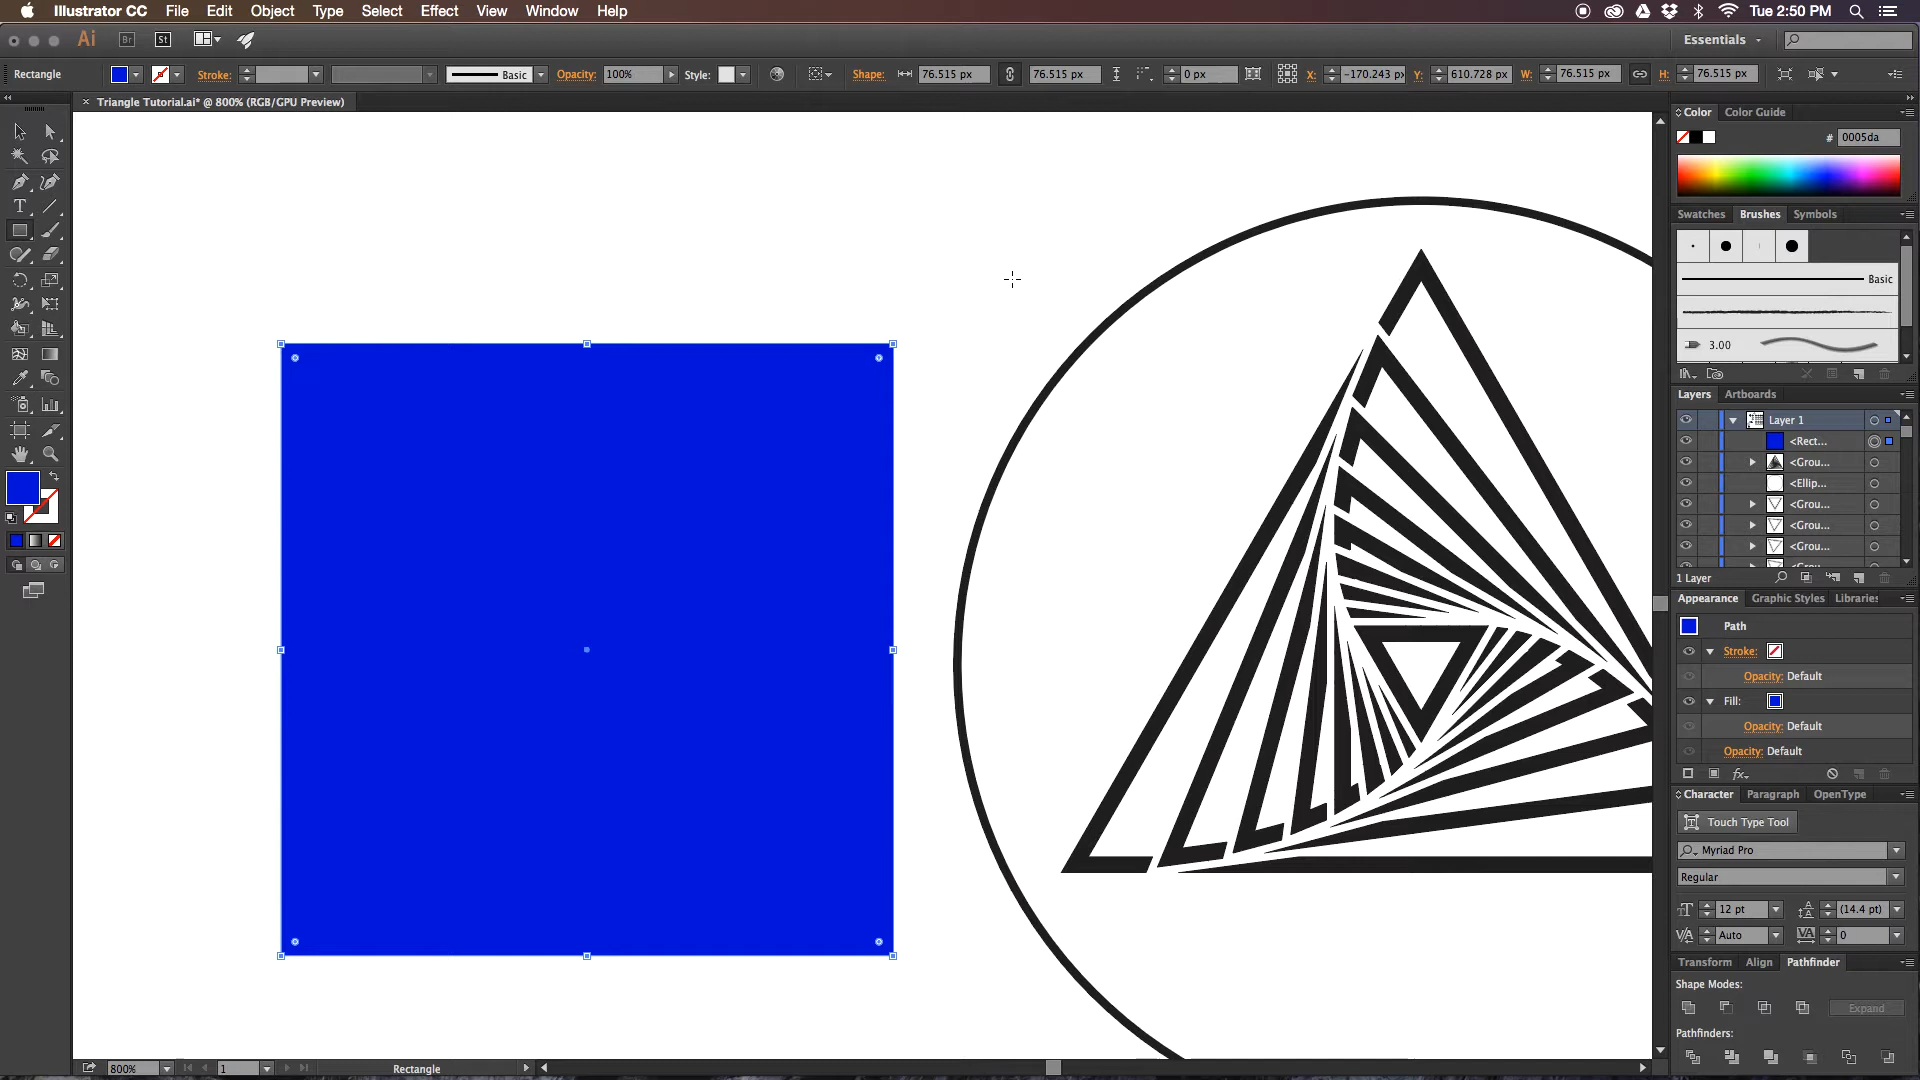 Illustrator CC File Edit Object Type Select Effect View Window Help Tue 2:50 PM
Ai Br St Essentials
Rectangle Stroke: Basic Opacity: 100% Style: Shape: 76.515 px 76.515 px 0 px X: -170.243 px Y: 610.728 px W: 76.515 px H: 76.515 px
× Triangle Tutorial.ai* @ 800% (RGB/GPU Preview)
Color Color Guide
# 0005da
Swatches Brushes Symbols
Basic
3.00
Layers Artboards
Layer 1
<Rect...
<Grou...
<Ellip...
<Grou...
<Grou...
<Grou...
1 Layer
Appearance Graphic Styles Libraries
Path
Stroke:
Opacity: Default
Fill:
Opacity: Default
Opacity: Default
fx
Character Paragraph OpenType
Touch Type Tool
Myriad Pro
Regular
12 pt (14.4 pt)
Auto 0
Transform Align Pathfinder
Shape Modes:
Expand
Pathfinders:
800% 1 Rectangle